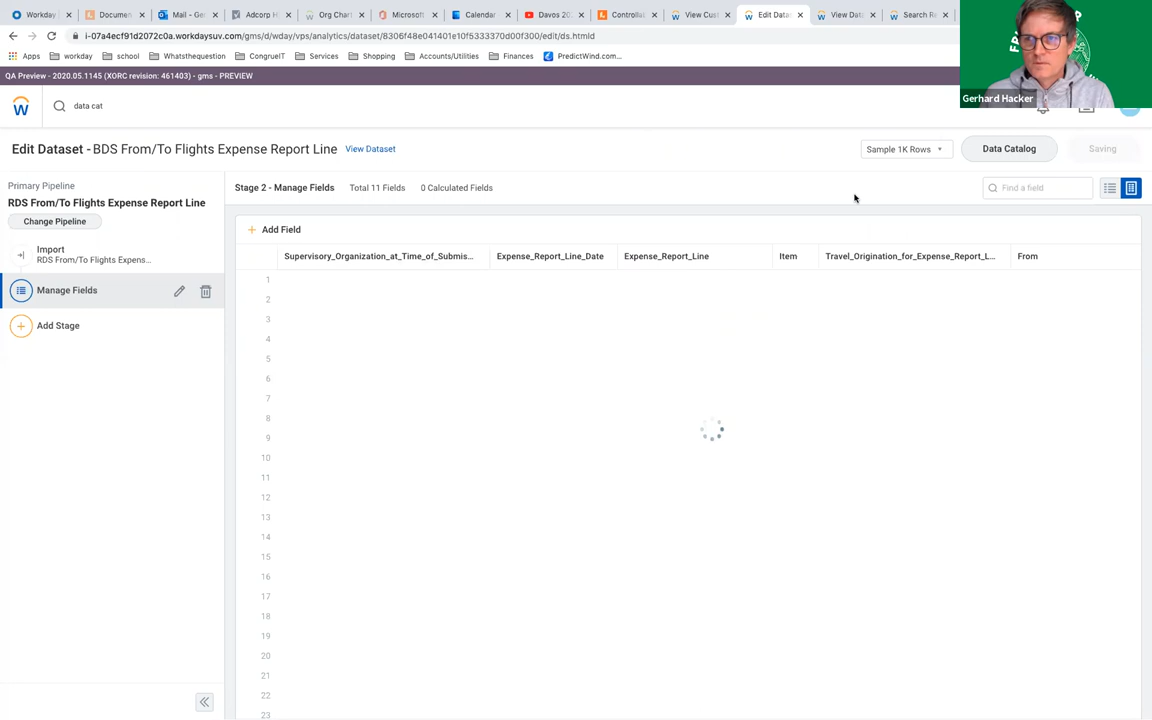 Workday
Documen
Mail - Ge
Adcorp H
Org Chart
Microsoft
Calendar
Davos 20
Controlla
View Cus
Edit Datas
View Data
Search Re
i-07a4ecf91d2072c0a.workdaysuv.com/gms/d/wday/vps/analytics/dataset/8306f48e041401e10f5333370d00f300/edit/ds.htmld
Apps
workday
school
Whatsthequestion
CongruelT
Services
Shopping
Accounts/Utilities
Finances
PredictWind.com...
QA Preview - 2020.05.1145 (XORC revision: 461403) - gms - PREVIEW
Gerhard Hacker
data cat
Edit Dataset - BDS From/To Flights Expense Report Line
View Dataset
Sample 1K Rows
Data Catalog
Saving
Primary Pipeline
RDS From/To Flights Expense Report Line
Change Pipeline
Import
RDS From/To Flights Expens...
Manage Fields
Add Stage
Stage 2 - Manage Fields
Total 11 Fields
0 Calculated Fields
Find a field
Add Field
Supervisory_Organization_at_Time_of_Submis...
Expense_Report_Line_Date
Expense_Report_Line
Item
Travel_Origination_for_Expense_Report_L...
From
1
2
3
4
5
6
7
8
9
10
11
12
13
14
15
16
17
18
19
20
21
22
23